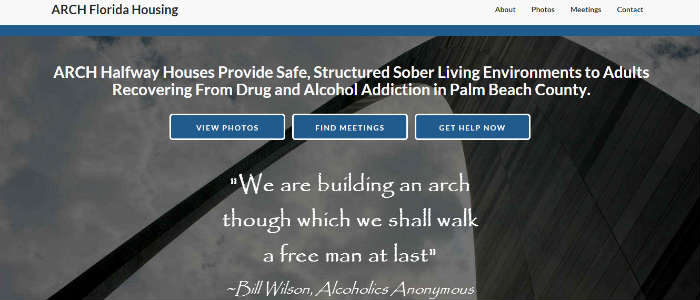 ARCH Florida Housing
About Photos Meetings Contact
ARCH Halfway Houses Provide Safe, Structured Sober Living Environments to Adults
Recovering From Drug and Alcohol Addiction in Palm Beach County.
VIEW PHOTOS FIND MEETINGS GET HELP NOW
"We are building an arch
though which we shall walk
a free man at last"
~Bill Wilson, Alcoholics Anonymous